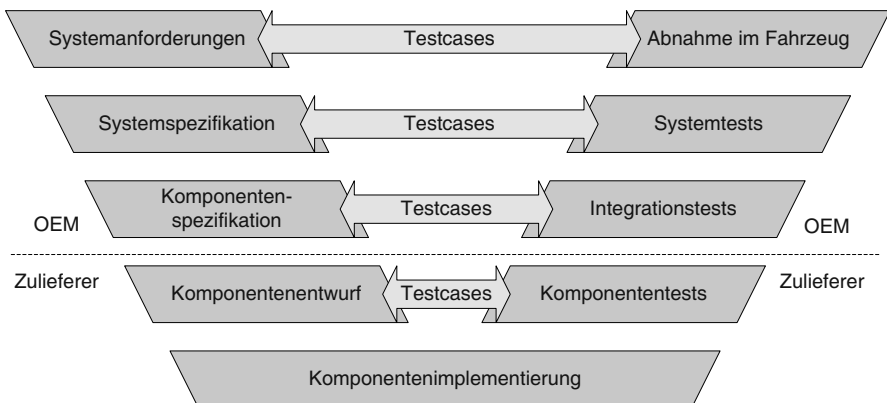 Systemanforderungen
Testcases
Abnahme im Fahrzeug
Systemspezifikation
Testcases
Systemtests
Komponenten-
spezifikation
Testcases
Integrationstests
OEM
OEM
Zulieferer
Zulieferer
Komponentenentwurf
Testcases
Komponententests
Komponentenimplementierung